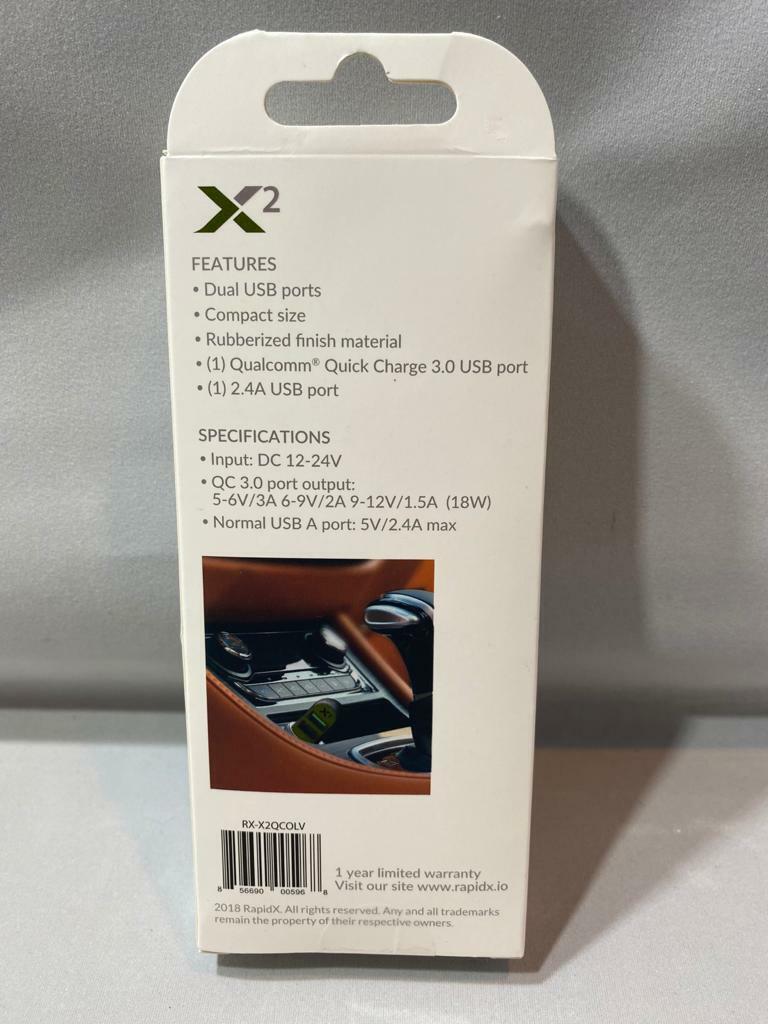 X2
FEATURES
• Dual USB ports
• Compact size
• Rubberized finish material
• (1) Qualcomm® Quick Charge 3.0 USB port
• (1) 2.4A USB port
SPECIFICATIONS
• Input: DC 12-24V
• QC 3.0 port output:
5-6V/3A 6-9V/2A 9-12V/1.5A (18W)
• Normal USB A port: 5V/2.4A max
X2
RX-X2QCOLV
8 56690 00596 8
1 year limited warranty
Visit our site www.rapidx.io
2018 RapidX. All rights reserved. Any and all trademarks
remain the property of their respective owners.